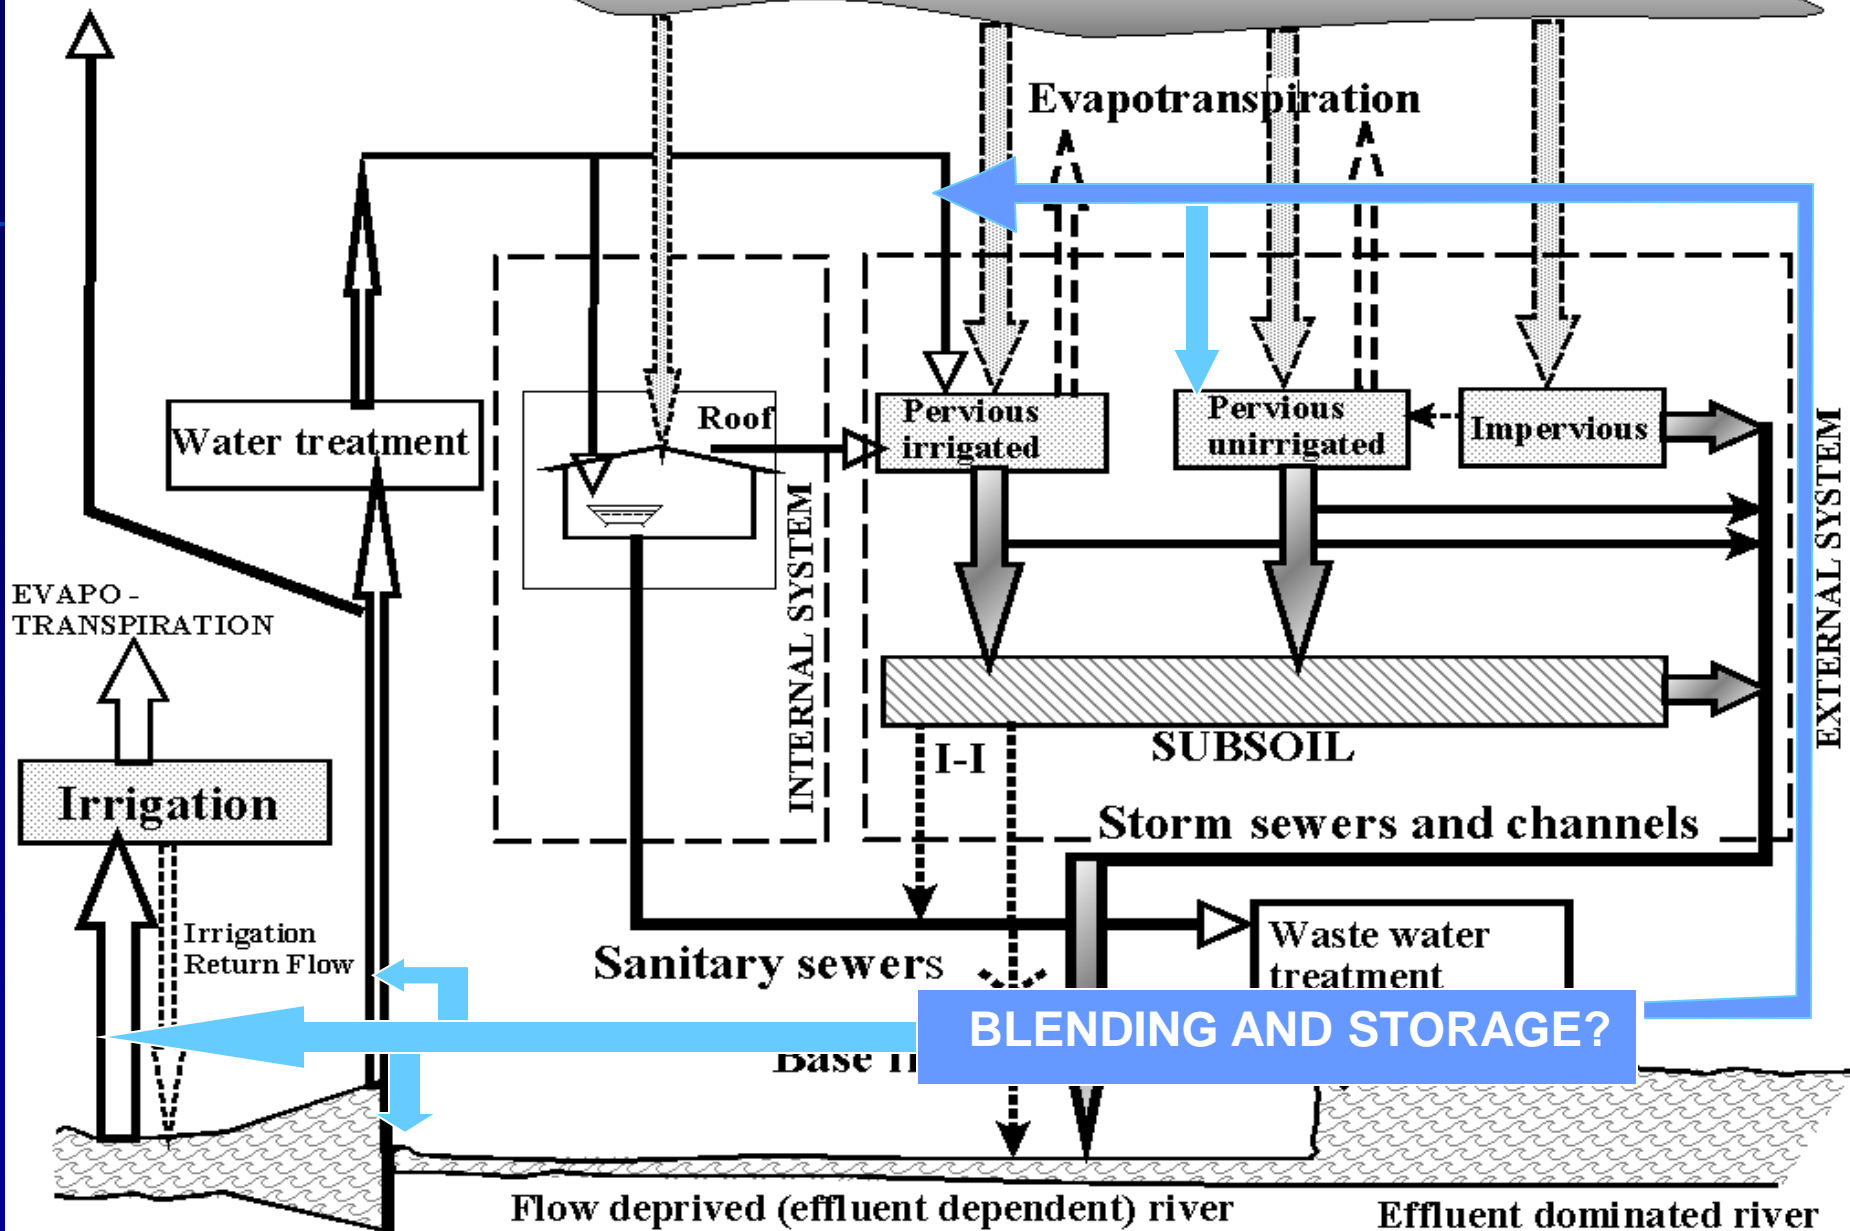 Evapotranspiration
Roof
Pervious
irrigated
Pervious
unirrigated
Impervious
Water treatment
INTERNAL SYSTEM
EXTERNAL SYSTEM
EVAPO -
TRANSPIRATION
I-I
SUBSOIL
Irrigation
Storm sewers and channels
Irrigation
Return Flow
Sanitary sewers
Waste water
treatment
BLENDING AND STORAGE?
Base
Flow deprived (effluent dependent) river
Effluent dominated river